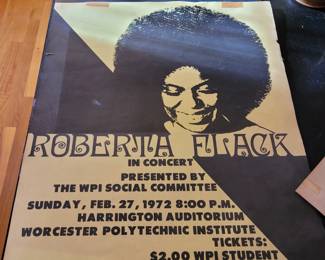 ROBERTA FLACK
IN CONCERT
PRESENTED BY
THE WPI SOCIAL COMMITTEE
SUNDAY, FEB. 27, 1972 8:00 P.M.
HARRINGTON AUDITORIUM
WORCESTER POLYTECHNIC INSTITUTE
TICKETS:
$2.00 WPI STUDENT